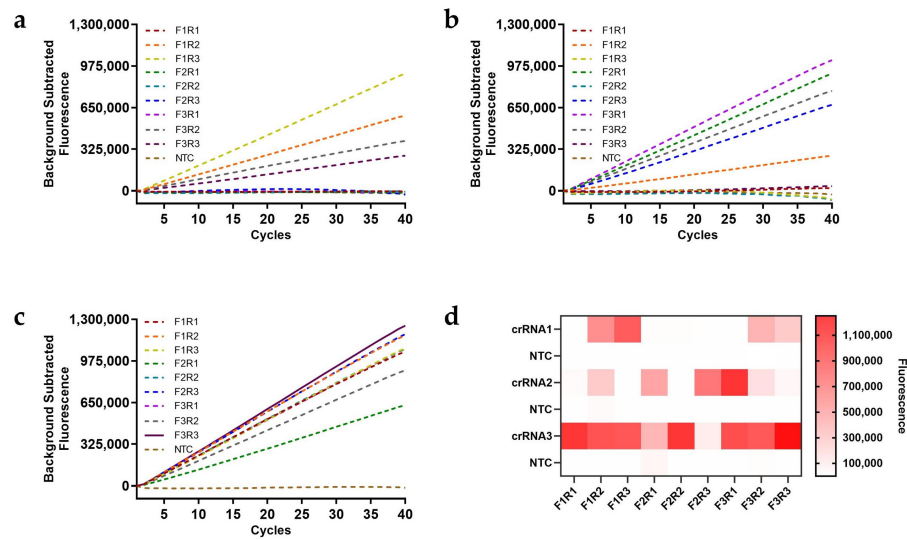 a
Background Subtracted
Fluorescence
1,300,000
975,000
650,000
325,000
0
F1R1
F1R2
F1R3
F2R1
F2R2
F2R3
F3R1
F3R2
F3R3
NTC
5 10 15 20 25 30 35 40
Cycles
b
Background Subtracted
Fluorescence
1,300,000
975,000
650,000
325,000
0
F1R1
F1R2
F1R3
F2R1
F2R2
F2R3
F3R1
F3R2
F3R3
NTC
5 10 15 20 25 30 35 40
Cycles
c
Background Subtracted
Fluorescence
1,300,000
975,000
650,000
325,000
0
F1R1
F1R2
F1R3
F2R1
F2R2
F2R3
F3R1
F3R2
F3R3
NTC
5 10 15 20 25 30 35 40
Cycles
d
crRNA1
NTC
crRNA2
NTC
crRNA3
NTC
F1R1 F1R2 F1R3 F2R1 F2R2 F2R3 F3R1 F3R2 F3R3
1,100,000
900,000
700,000
500,000
300,000
100,000
Fluorescence